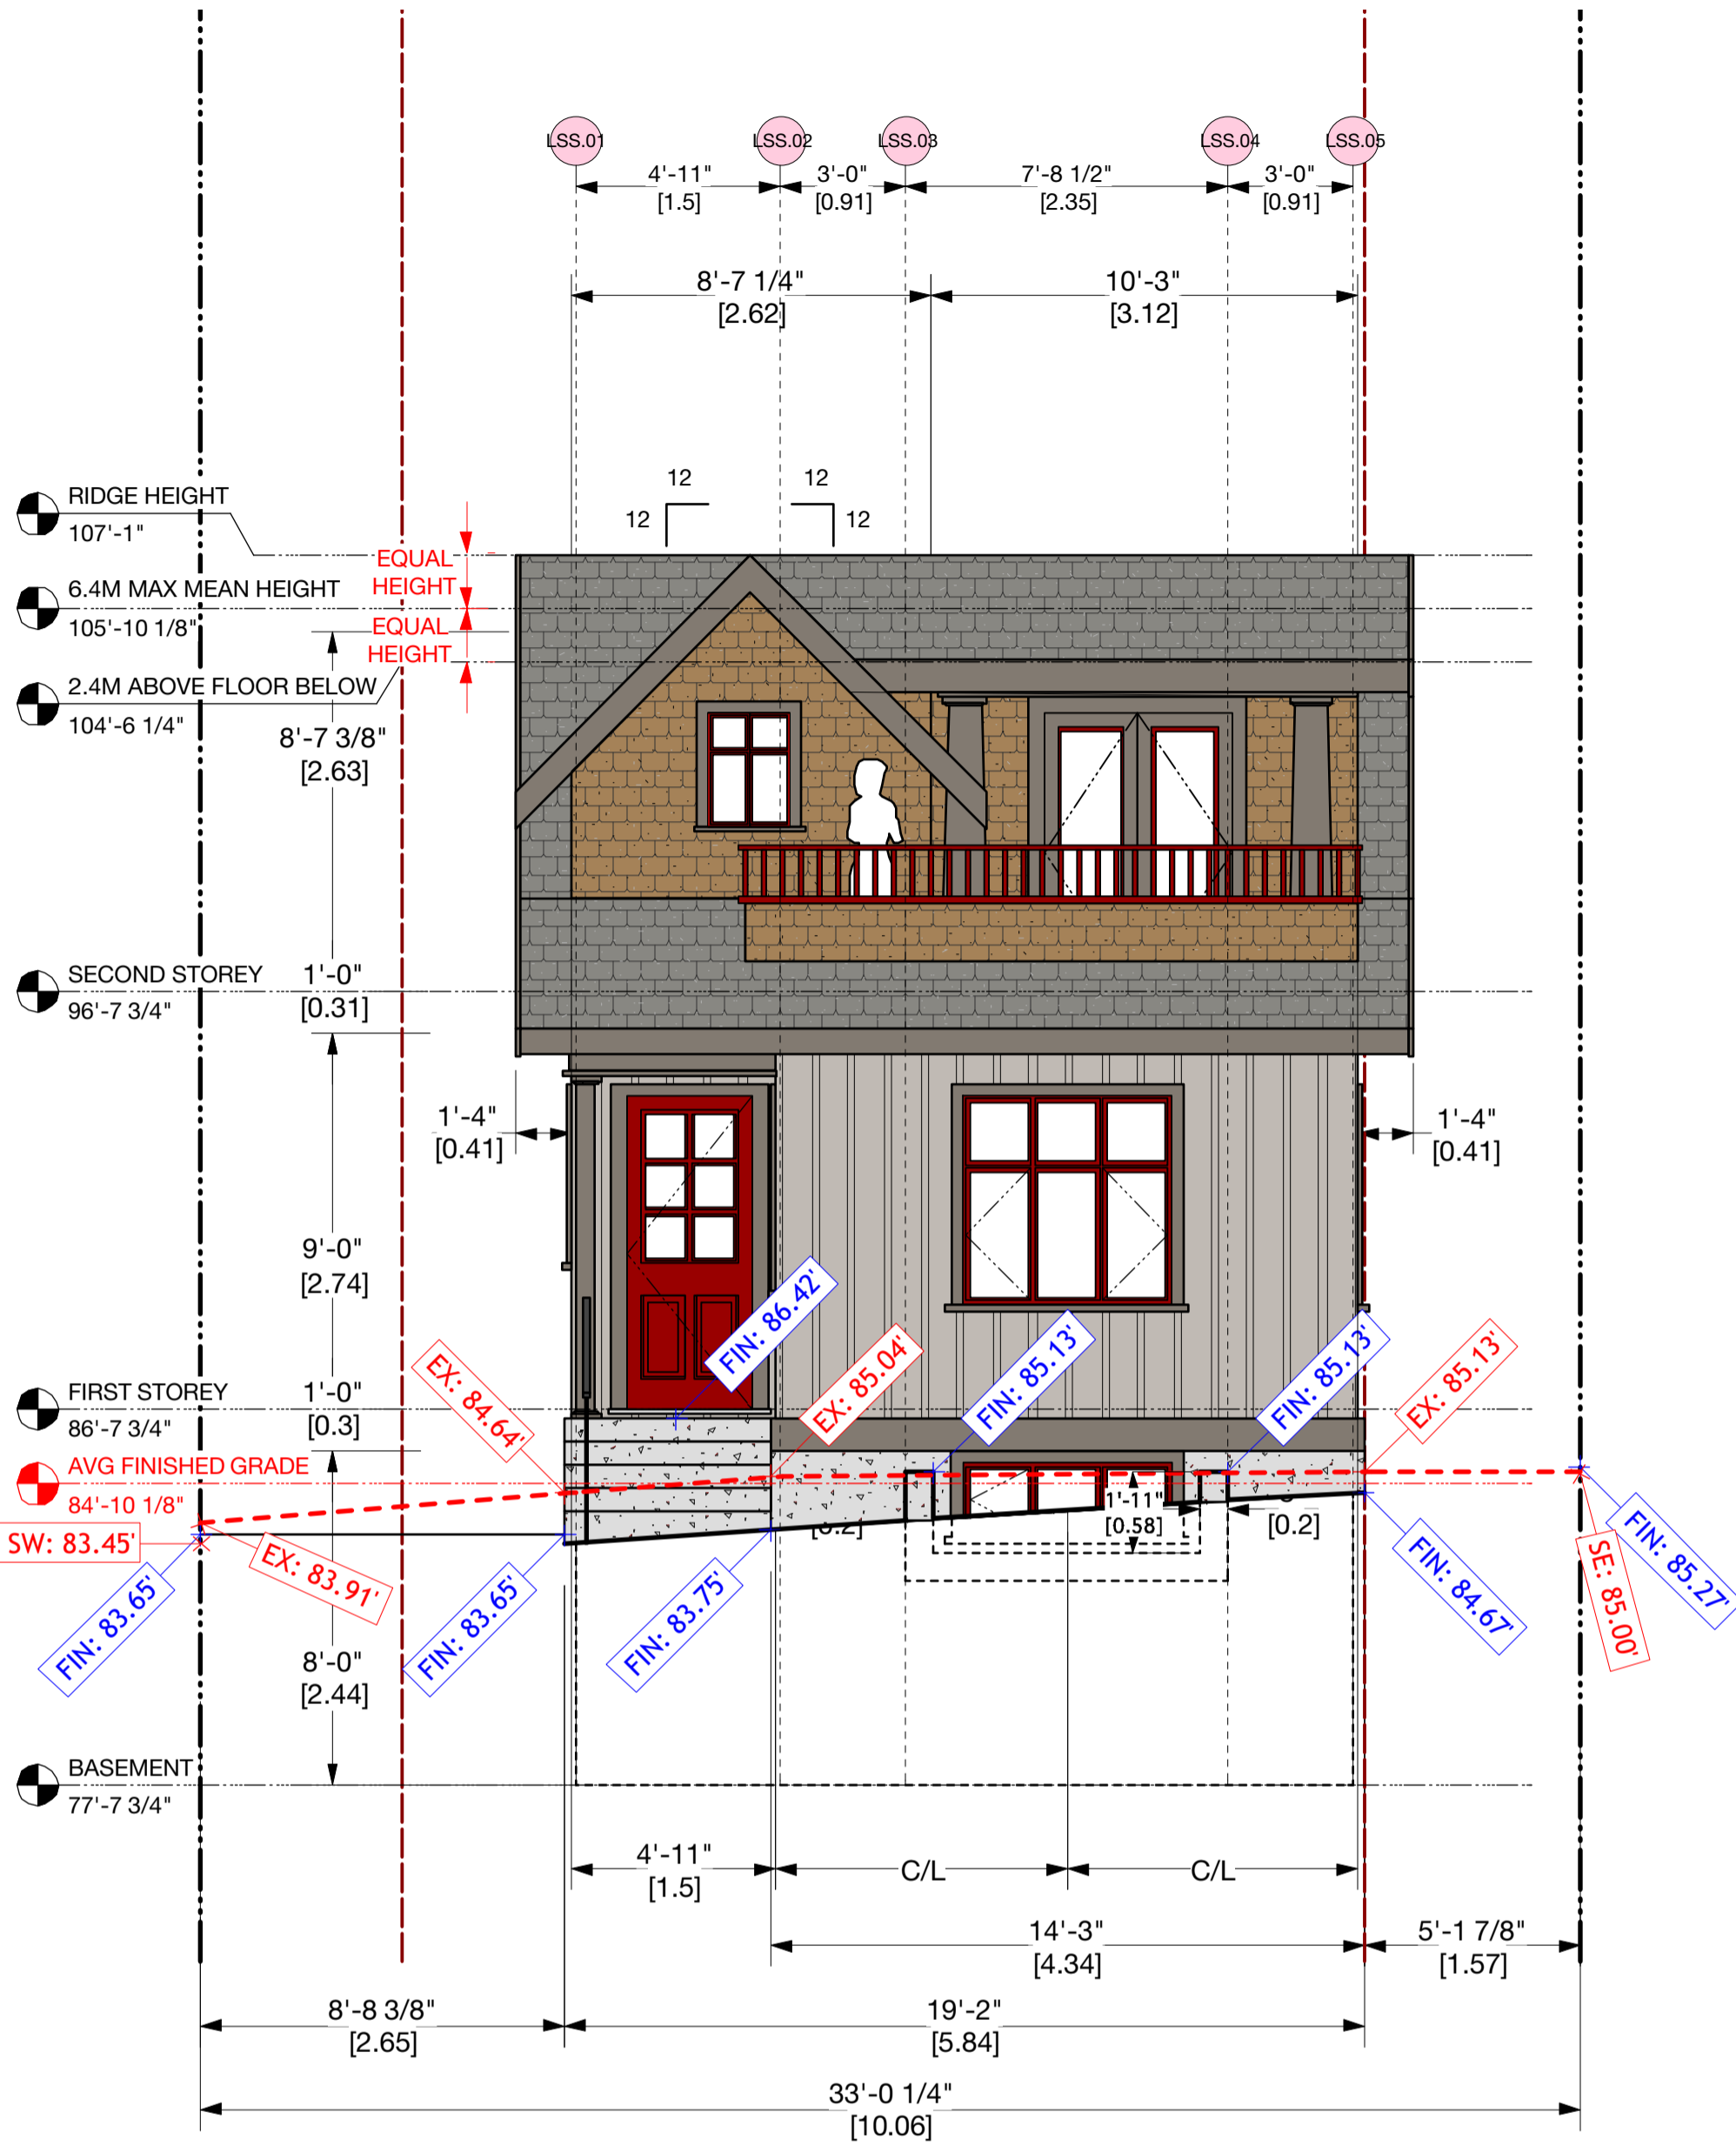 LSS.01
LSS.02
LSS.03
LSS.04
LSS.05
4'-11"
[1.5]
3'-0"
[0.91]
7'-8 1/2"
[2.35]
3'-0"
[0.91]
8'-7 1/4"
[2.62]
10'-3"
[3.12]
12
12
12
12
RIDGE HEIGHT
107'-1"
EQUAL
HEIGHT
6.4M MAX MEAN HEIGHT
105'-10 1/8"
EQUAL
HEIGHT
2.4M ABOVE FLOOR BELOW
104'-6 1/4"
8'-7 3/8"
[2.63]
SECOND STOREY
96'-7 3/4"
1'-0"
[0.31]
1'-4"
[0.41]
1'-4"
[0.41]
9'-0"
[2.74]
FIN: 86.42'
EX: 84.64'
EX: 85.04'
FIN: 85.13'
FIN: 85.13'
EX: 85.13'
FIRST STOREY
86'-7 3/4"
1'-0"
[0.3]
AVG FINISHED GRADE
84'-10 1/8"
1'-11"
[0.58]
[0.2]
[0.2]
SW: 83.45'
EX: 83.91'
FIN: 83.65'
FIN: 83.65'
FIN: 83.75'
FIN: 84.67'
SE: 85.00'
FIN: 85.27'
8'-0"
[2.44]
BASEMENT
77'-7 3/4"
4'-11"
[1.5]
C/L
C/L
14'-3"
[4.34]
5'-1 7/8"
[1.57]
8'-8 3/8"
[2.65]
19'-2"
[5.84]
33'-0 1/4"
[10.06]